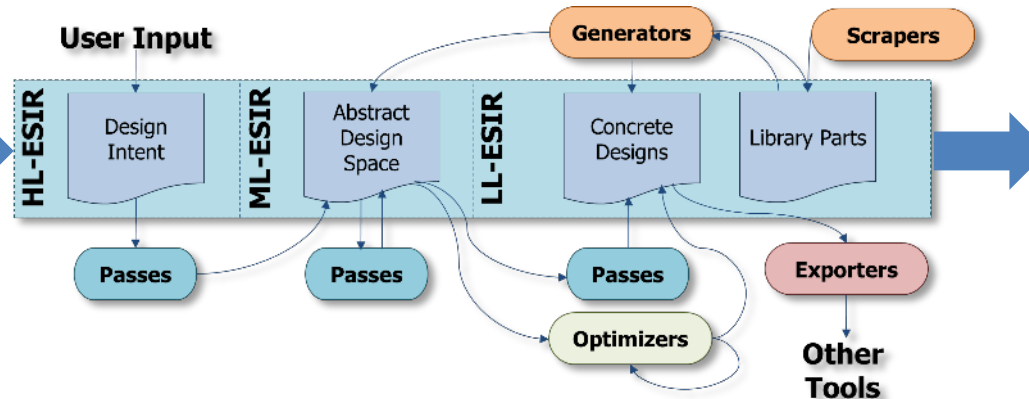 User Input
Generators
Scrapers
HL-ESIR
Design
Intent
ML-ESIR
Abstract
Design
Space
LL-ESIR
Concrete
Designs
Library Parts
Passes
Passes
Passes
Exporters
Optimizers
Other
Tools